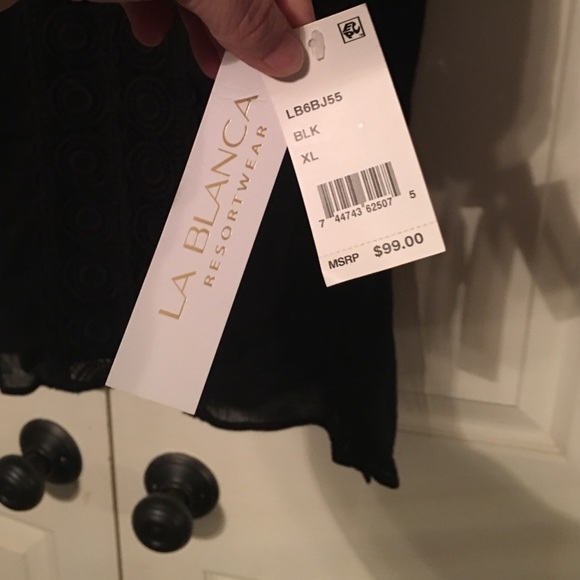 LA BLANCA
RESORTWEAR
LB6BJ55
BLK
XL
7 44743 62507 5
MSRP $99.00